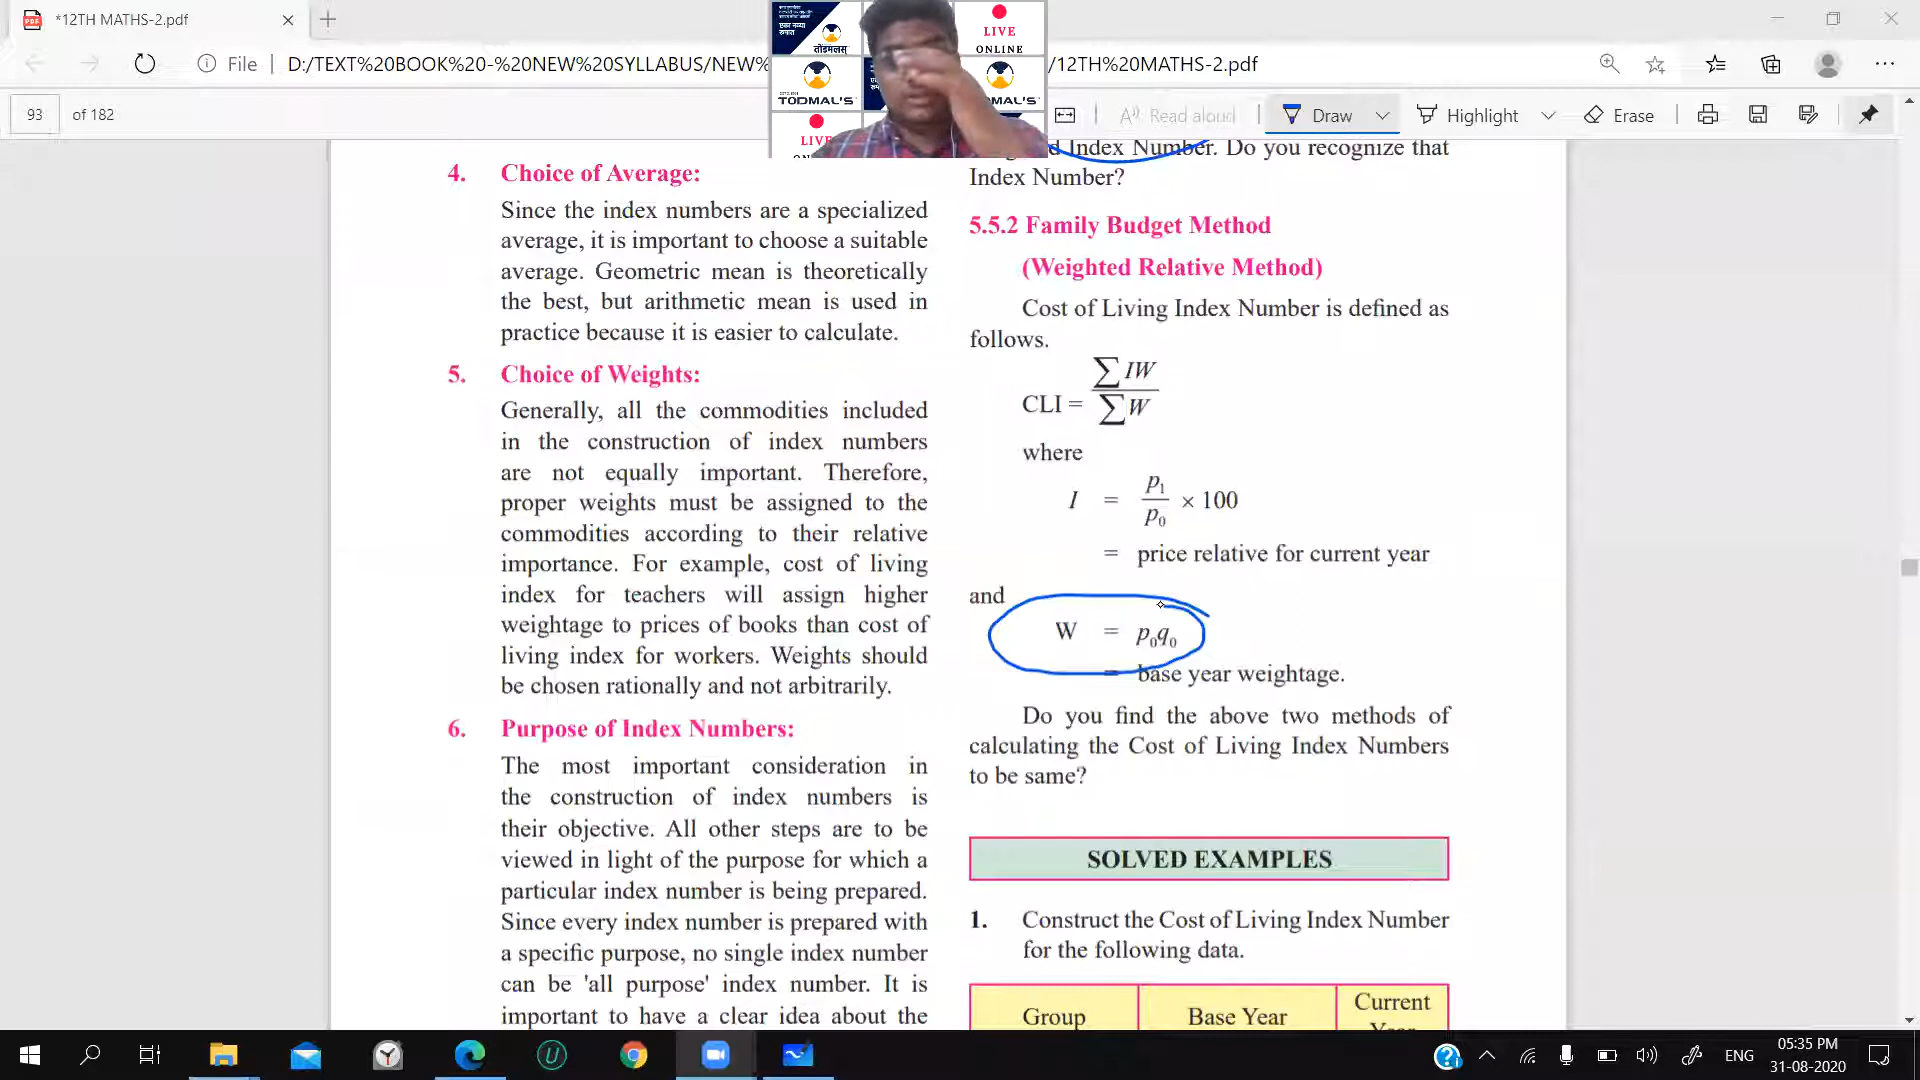 *12TH MATHS-2.pdf
File
D:/TEXT%20BOOK%20-%20NEW%20SYLLABUS/NEW%
/12TH%20MATHS-2.pdf
93 of 182
Read aloud
Draw
Highlight
Erase
तोडमलस्
LIVE
ONLINE
TODMAL'S
TODMAL'S
LIVE
4. Choice of Average:
Since the index numbers are a specialized
average, it is important to choose a suitable
average. Geometric mean is theoretically
the best, but arithmetic mean is used in
practice because it is easier to calculate.
5. Choice of Weights:
Generally, all the commodities included
in the construction of index numbers
are not equally important. Therefore,
proper weights must be assigned to the
commodities according to their relative
importance. For example, cost of living
index for teachers will assign higher
weightage to prices of books than cost of
living index for workers. Weights should
be chosen rationally and not arbitrarily.
6. Purpose of Index Numbers:
The most important consideration in
the construction of index numbers is
their objective. All other steps are to be
viewed in light of the purpose for which a
particular index number is being prepared.
Since every index number is prepared with
a specific purpose, no single index number
can be 'all purpose' index number. It is
important to have a clear idea about the
Index Number. Do you recognize that
Index Number?
5.5.2 Family Budget Method
(Weighted Relative Method)
Cost of Living Index Number is defined as
follows.
CLI = ∑IW / ∑W
where
I = p₁/p₀ × 100
= price relative for current year
and
W = p₀q₀
= base year weightage.
Do you find the above two methods of
calculating the Cost of Living Index Numbers
to be same?
SOLVED EXAMPLES
1. Construct the Cost of Living Index Number
for the following data.
Group Base Year Current
Year
ENG
05:35 PM
31-08-2020